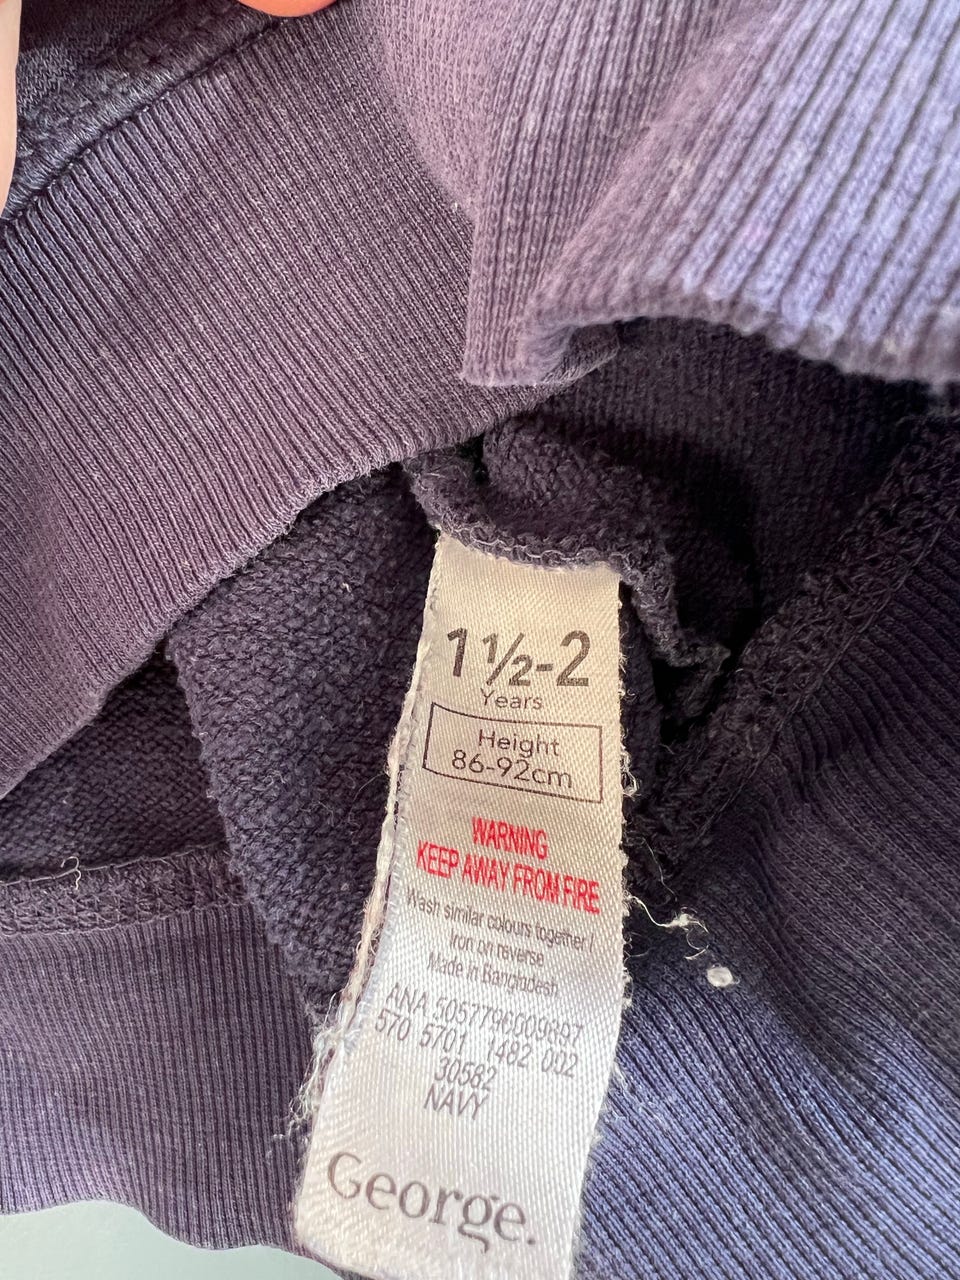 1½-2
Years
Height
86-92cm
WARNING
KEEP AWAY FROM FIRE
Wash similar colours together /
Iron on reverse
Made in Bangladesh
ANA 5057796609897
570 5701 1482 002
30582
NAVY
George.